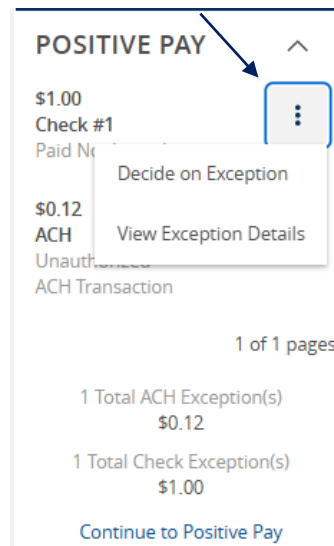 POSITIVE PAY
$1.00
Check #1
Paid
Decide on Exception
$0.12
ACH
View Exception Details
ACH Transaction
1 of 1 pages
1 Total ACH Exception(s)
$0.12
1 Total Check Exception(s)
$1.00
Continue to Positive Pay